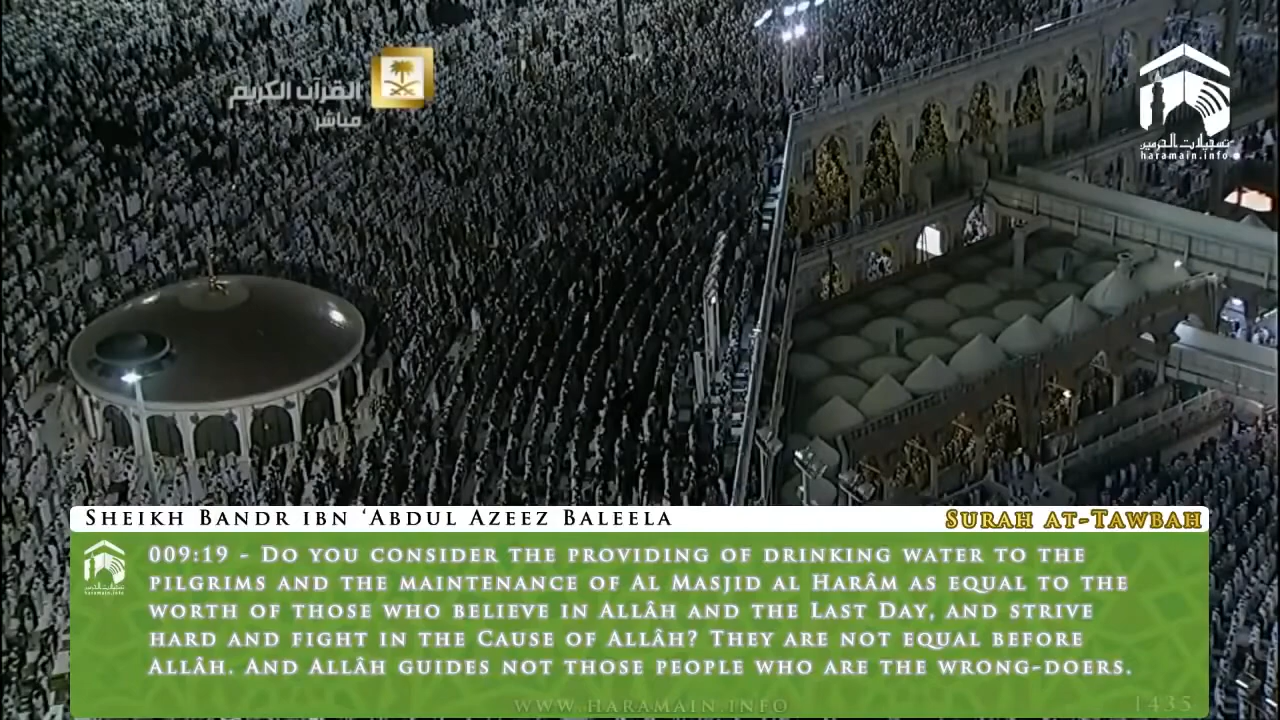 القرآن الكريم
مباشر
تسجيلات الحرمين
haramain.info
SHEIKH BANDR IBN ‘ABDUL AZEEZ BALEELA
SURAH AT-TAWBAH
009:19 - DO YOU CONSIDER THE PROVIDING OF DRINKING WATER TO THE
PILGRIMS AND THE MAINTENANCE OF AL MASJID AL HARÂM AS EQUAL TO THE
WORTH OF THOSE WHO BELIEVE IN ALLÂH AND THE LAST DAY, AND STRIVE
HARD AND FIGHT IN THE CAUSE OF ALLÂH? THEY ARE NOT EQUAL BEFORE
ALLÂH. AND ALLÂH GUIDES NOT THOSE PEOPLE WHO ARE THE WRONG-DOERS.
تسجيلات الحرمين
haramain.info
WWW.HARAMAIN.INFO
1435